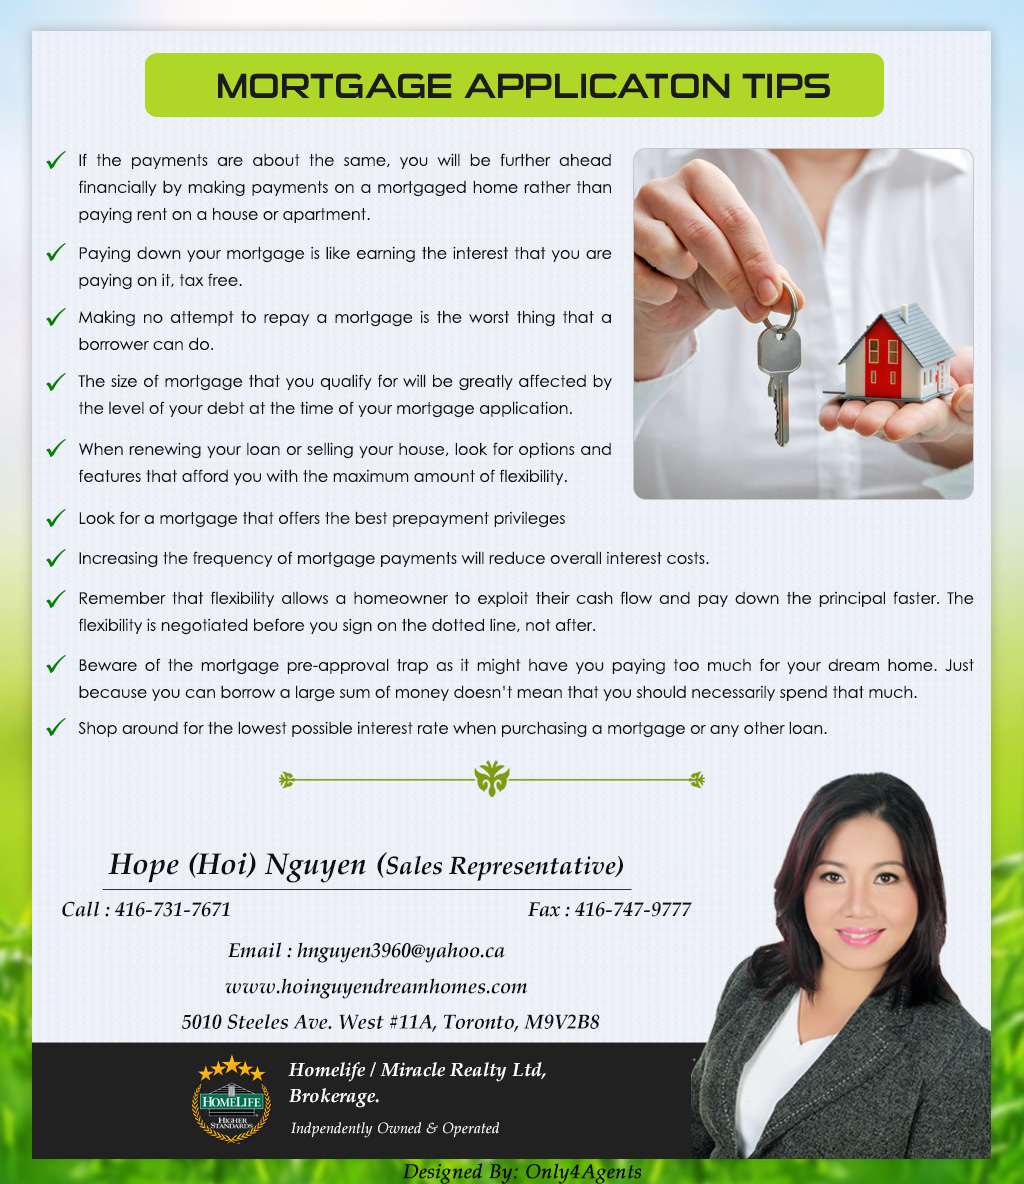 MORTGAGE APPLICATON TIPS
If the payments are about the same, you will be further ahead
financially by making payments on a mortgaged home rather than
paying rent on a house or apartment.
Paying down your mortgage is like earning the interest that you are
paying on it, tax free.
Making no attempt to repay a mortgage is the worst thing that a
borrower can do.
The size of mortgage that you qualify for will be greatly affected by
the level of your debt at the time of your mortgage application.
When renewing your loan or selling your house, look for options and
features that afford you with the maximum amount of flexibility.
Look for a mortgage that offers the best prepayment privileges
Increasing the frequency of mortgage payments will reduce overall interest costs.
Remember that flexibility allows a homeowner to exploit their cash flow and pay down the principal faster. The
flexibility is negotiated before you sign on the dotted line, not after.
Beware of the mortgage pre-approval trap as it might have you paying too much for your dream home. Just
because you can borrow a large sum of money doesn't mean that you should necessarily spend that much.
Shop around for the lowest possible interest rate when purchasing a mortgage or any other loan.
Hope (Hoi) Nguyen (Sales Representative)
Call : 416-731-7671 Fax : 416-747-9777
Email : hnguyen3960@yahoo.ca
www.hoinguyendreamhomes.com
5010 Steeles Ave. West #11A, Toronto, M9V2B8
HOMELIFE
HIGHER
STANDARDS
Homelife / Miracle Realty Ltd,
Brokerage.
Indpendently Owned & Operated
Designed By: Only4Agents